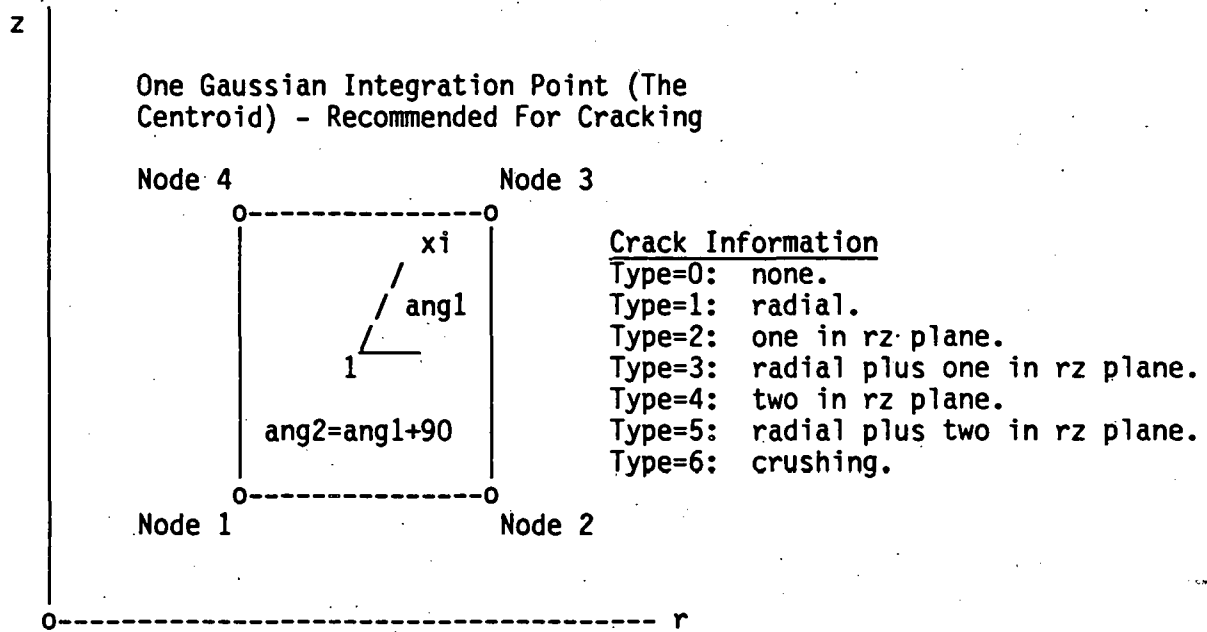 z
One Gaussian Integration Point (The
Centroid) - Recommended For Cracking
Node 4
Node 3
xi
ang1
1
ang2=ang1+90
Node 1
Node 2
Crack Information
Type=0: none.
Type=1: radial.
Type=2: one in rz plane.
Type=3: radial plus one in rz plane.
Type=4: two in rz plane.
Type=5: radial plus two in rz plane.
Type=6: crushing.
r